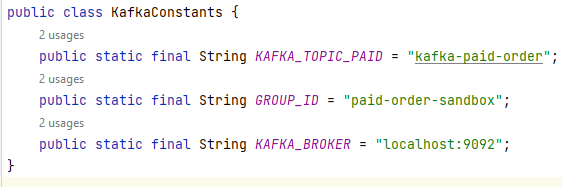 public class KafkaConstants {
2 usages
public static final String KAFKA_TOPIC_PAID = "kafka-paid-order";
2 usages
public static final String GROUP_ID = "paid-order-sandbox";
2 usages
public static final String KAFKA_BROKER = "localhost:9092";
}